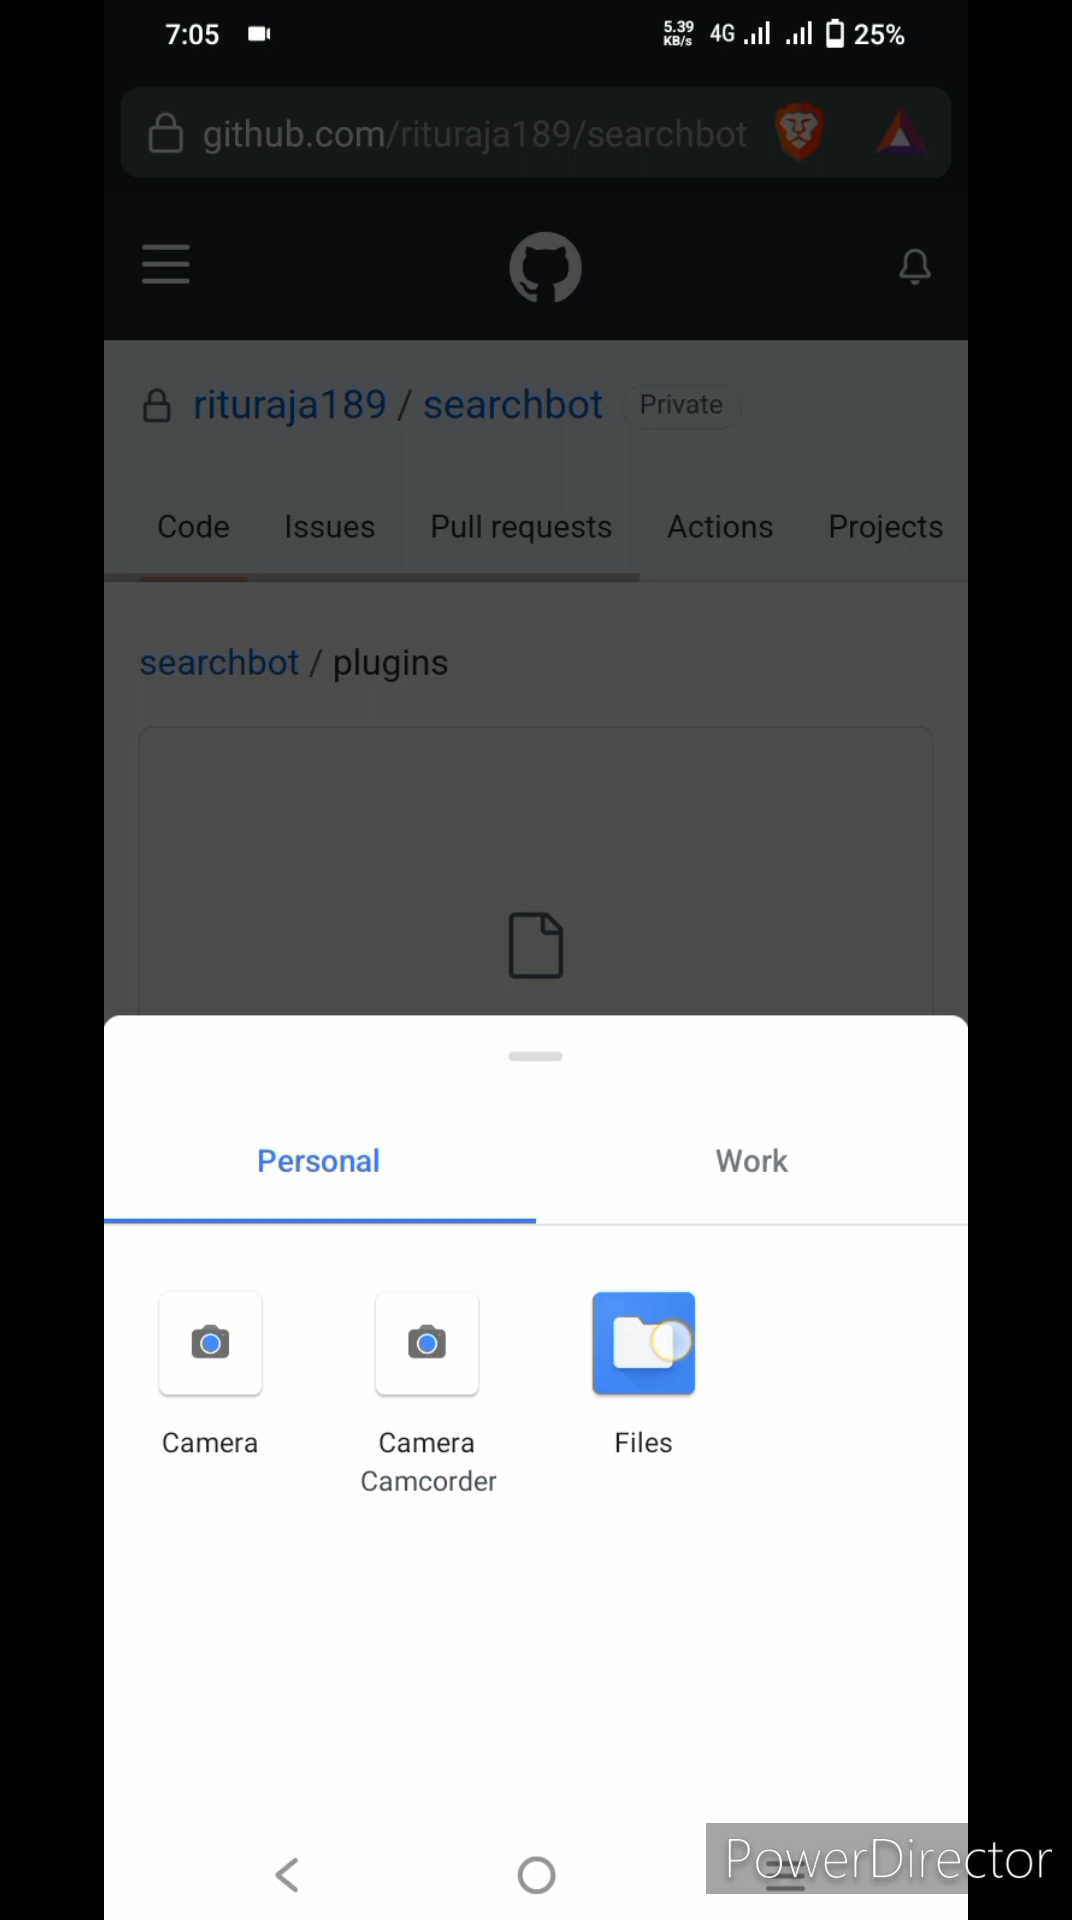 7:05
5.39 KB/s 4G 25%
github.com/rituraja189/searchbot
rituraja189 / searchbot Private
Code Issues Pull requests Actions Projects
searchbot / plugins
Personal Work
Camera Camera Files
Camcorder
PowerDirector